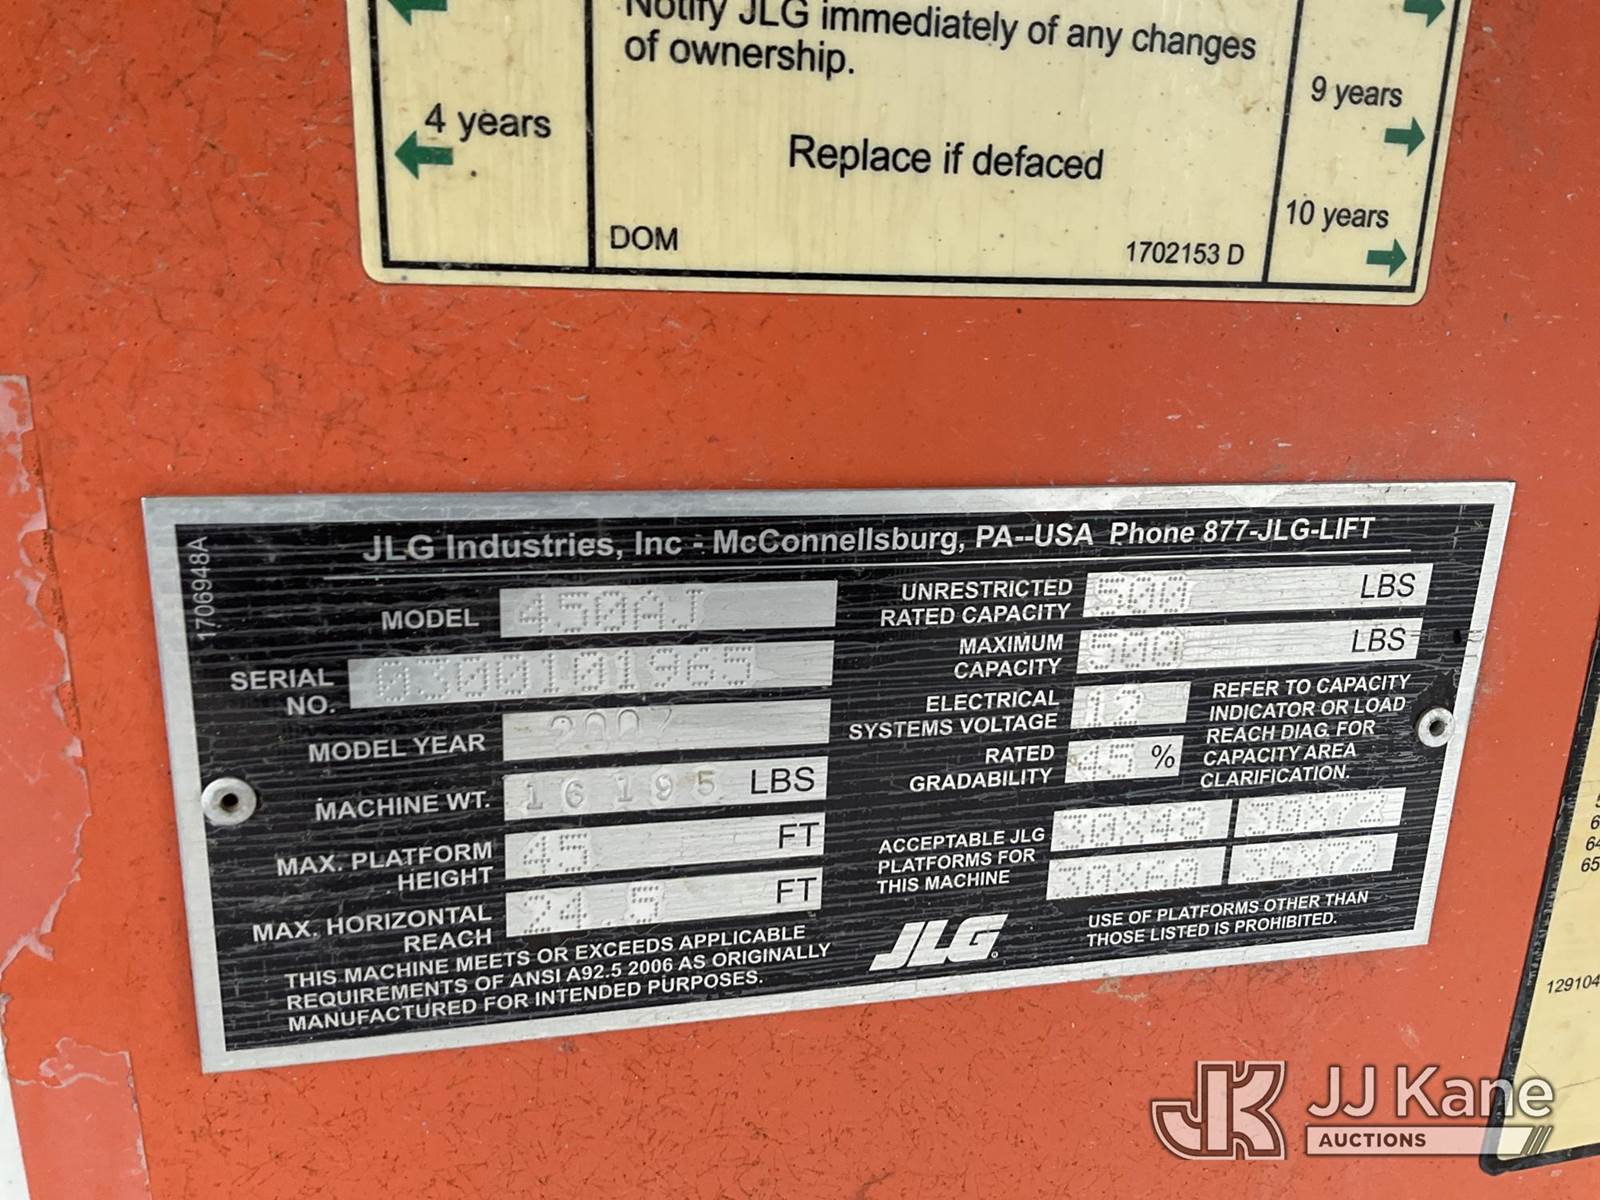 Notify JLG immediately of any changes
of ownership.
4 years
9 years
Replace if defaced
10 years
DOM
1702153 D
1706948A
JLG Industries, Inc - McConnellsburg, PA--USA Phone 877-JLG-LIFT
MODEL 450AJ
SERIAL NO. 0300101965
MODEL YEAR 2007
MACHINE WT. 16195 LBS
MAX. PLATFORM HEIGHT 45 FT
MAX. HORIZONTAL REACH 24.5 FT
THIS MACHINE MEETS OR EXCEEDS APPLICABLE
REQUIREMENTS OF ANSI A92.5 2006 AS ORIGINALLY
MANUFACTURED FOR INTENDED PURPOSES.
UNRESTRICTED RATED CAPACITY 500 LBS
MAXIMUM CAPACITY 500 LBS
ELECTRICAL SYSTEMS VOLTAGE 12
RATED GRADABILITY 45 %
REFER TO CAPACITY
INDICATOR OR LOAD
REACH DIAG. FOR
CAPACITY AREA
CLARIFICATION.
ACCEPTABLE JLG
PLATFORMS FOR
THIS MACHINE
30X48 30X72
30X60 36X72
JLG
USE OF PLATFORMS OTHER THAN
THOSE LISTED IS PROHIBITED.
129104
JK JJ Kane
AUCTIONS